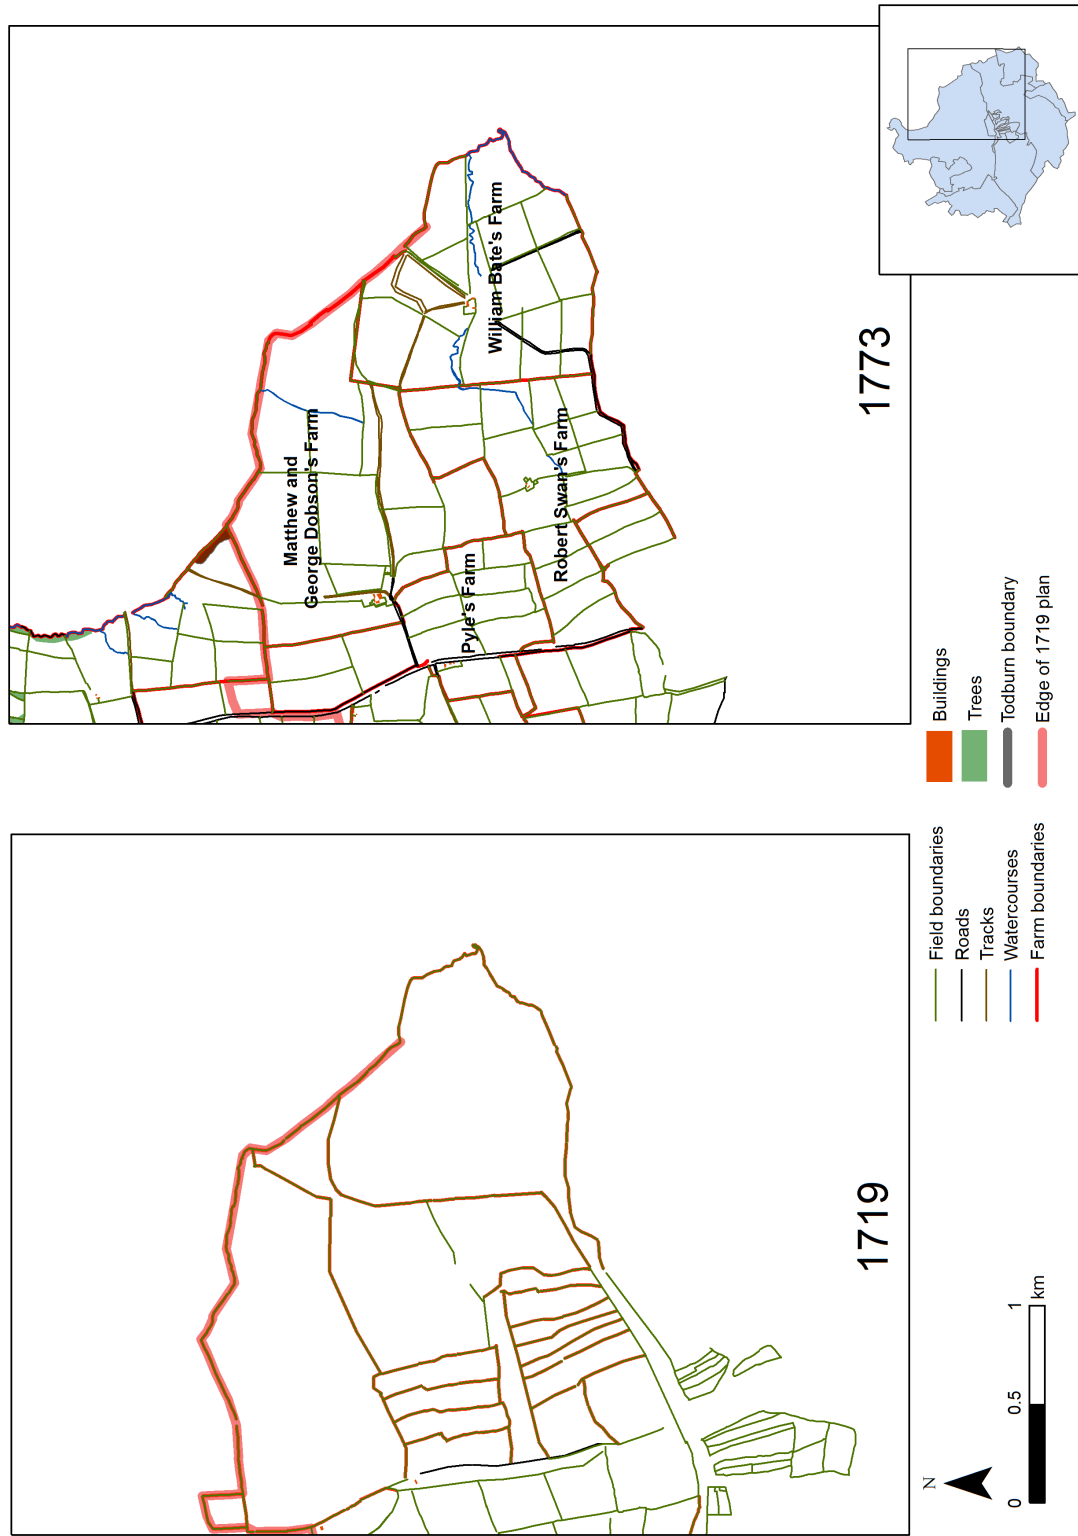 1719
1773
Matthew and
George Dobson's Farm
William Bate's Farm
Pyle's Farm
Robert Swan's Farm
N
0
0.5
1
km
Field boundaries
Roads
Tracks
Watercourses
Farm boundaries
Buildings
Trees
Todburn boundary
Edge of 1719 plan